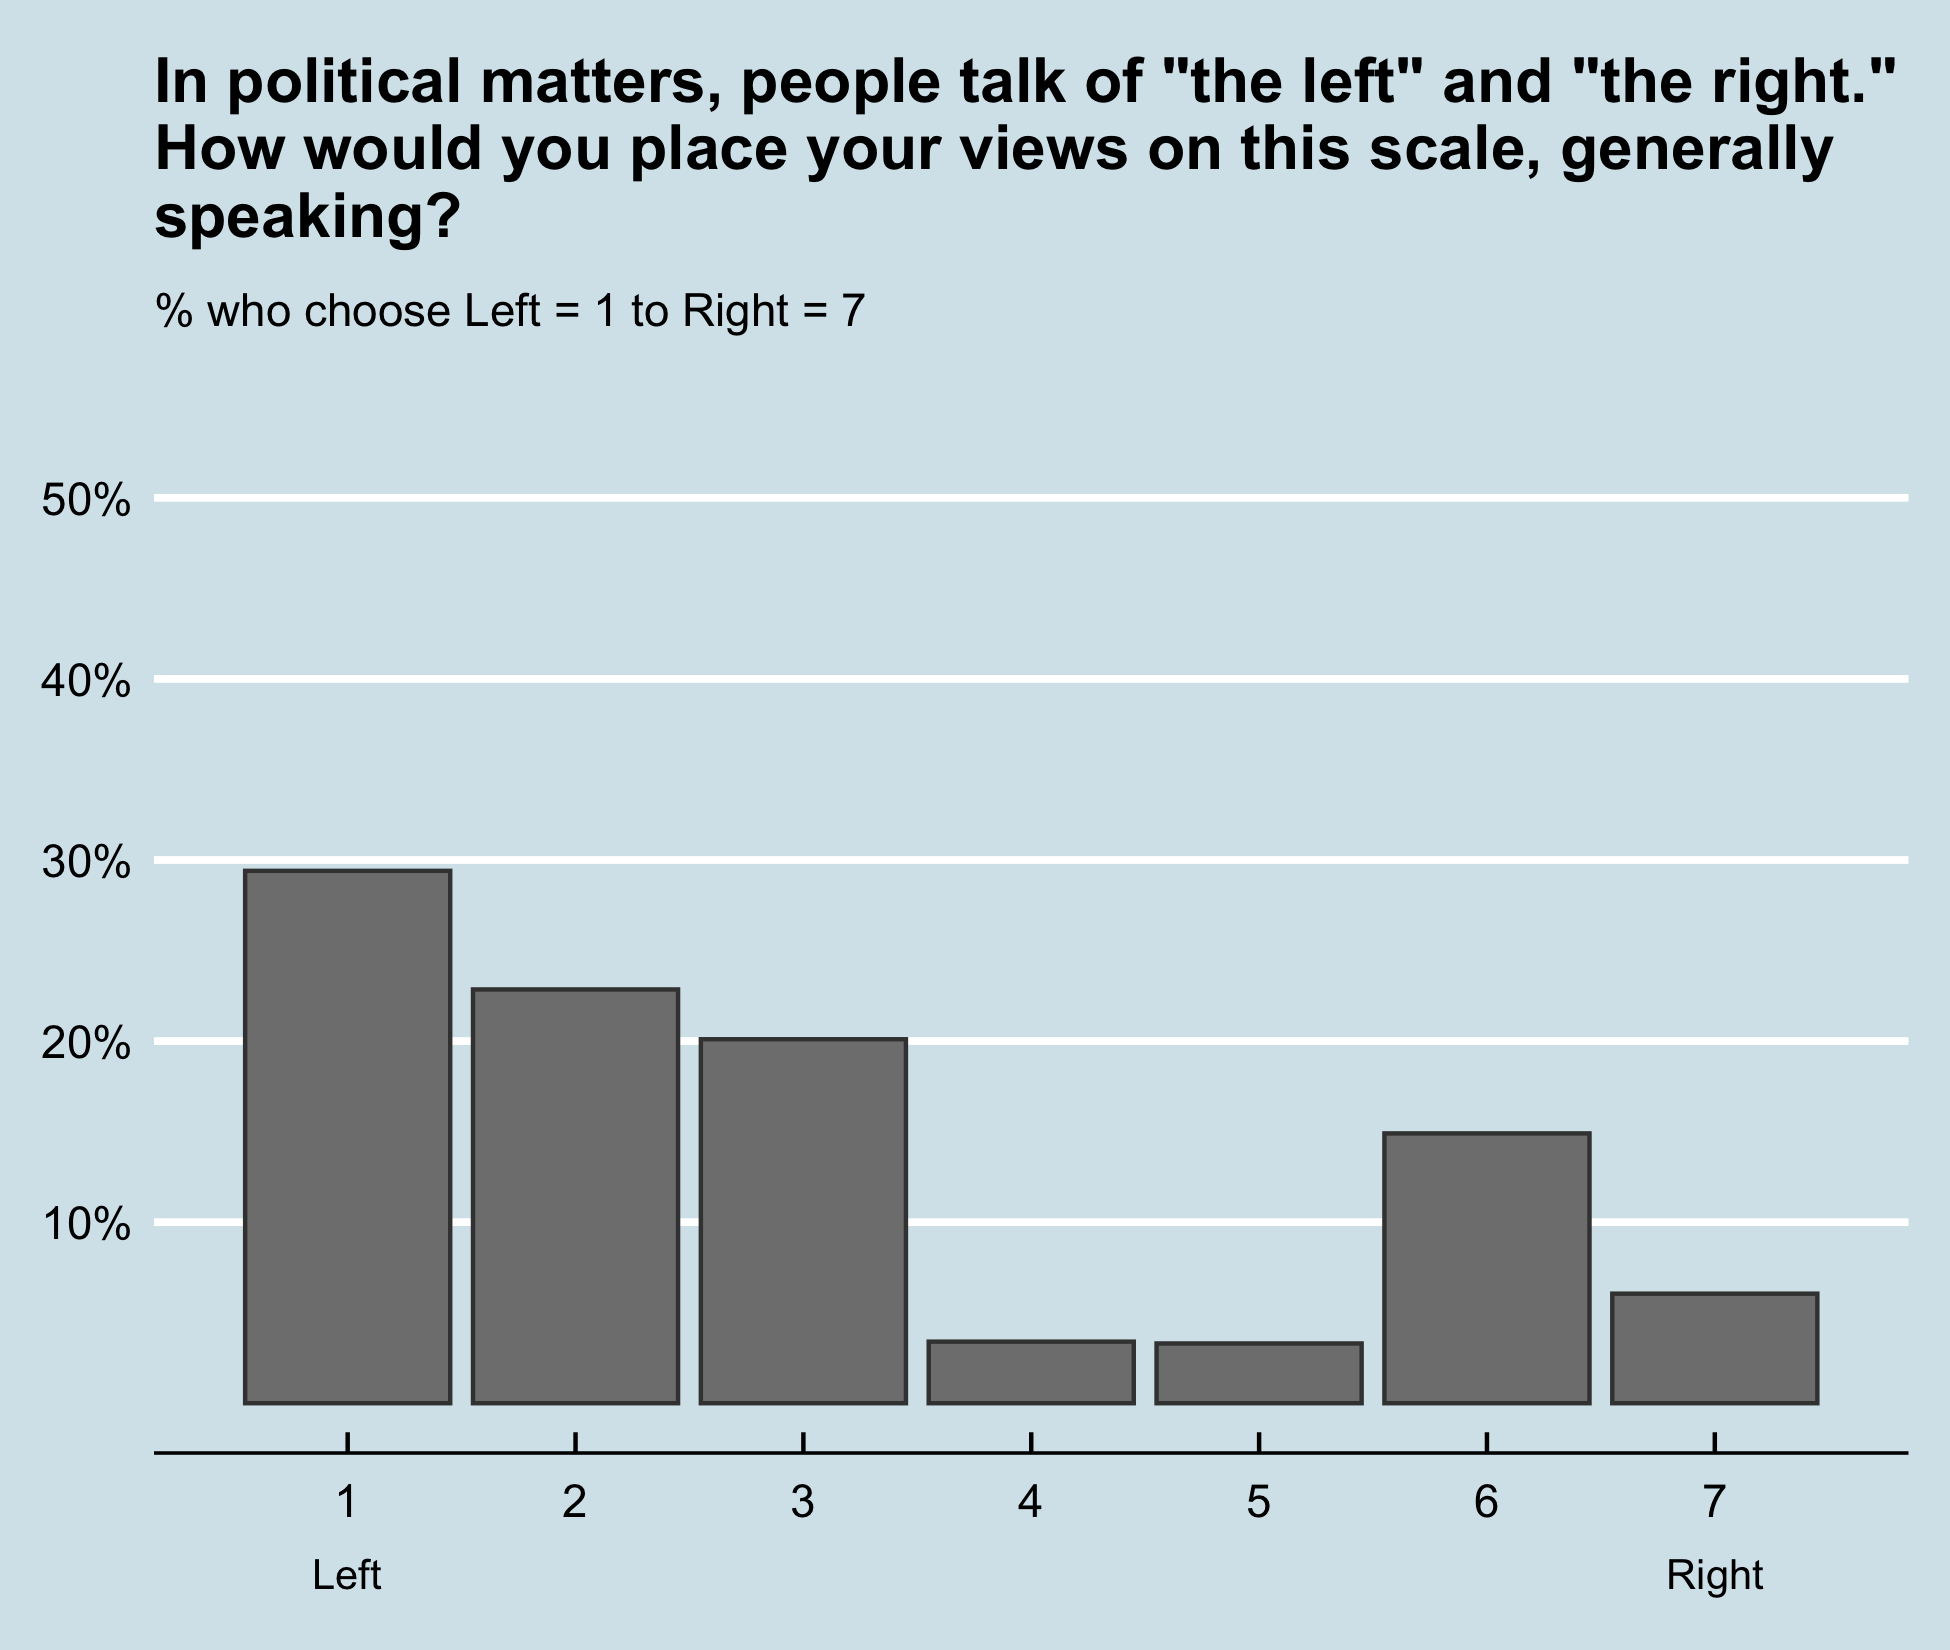 In political matters, people talk of "the left" and "the right."
How would you place your views on this scale, generally
speaking?
% who choose Left = 1 to Right = 7
50%
40%
30%
20%
10%
1 2 3 4 5 6 7
Left Right